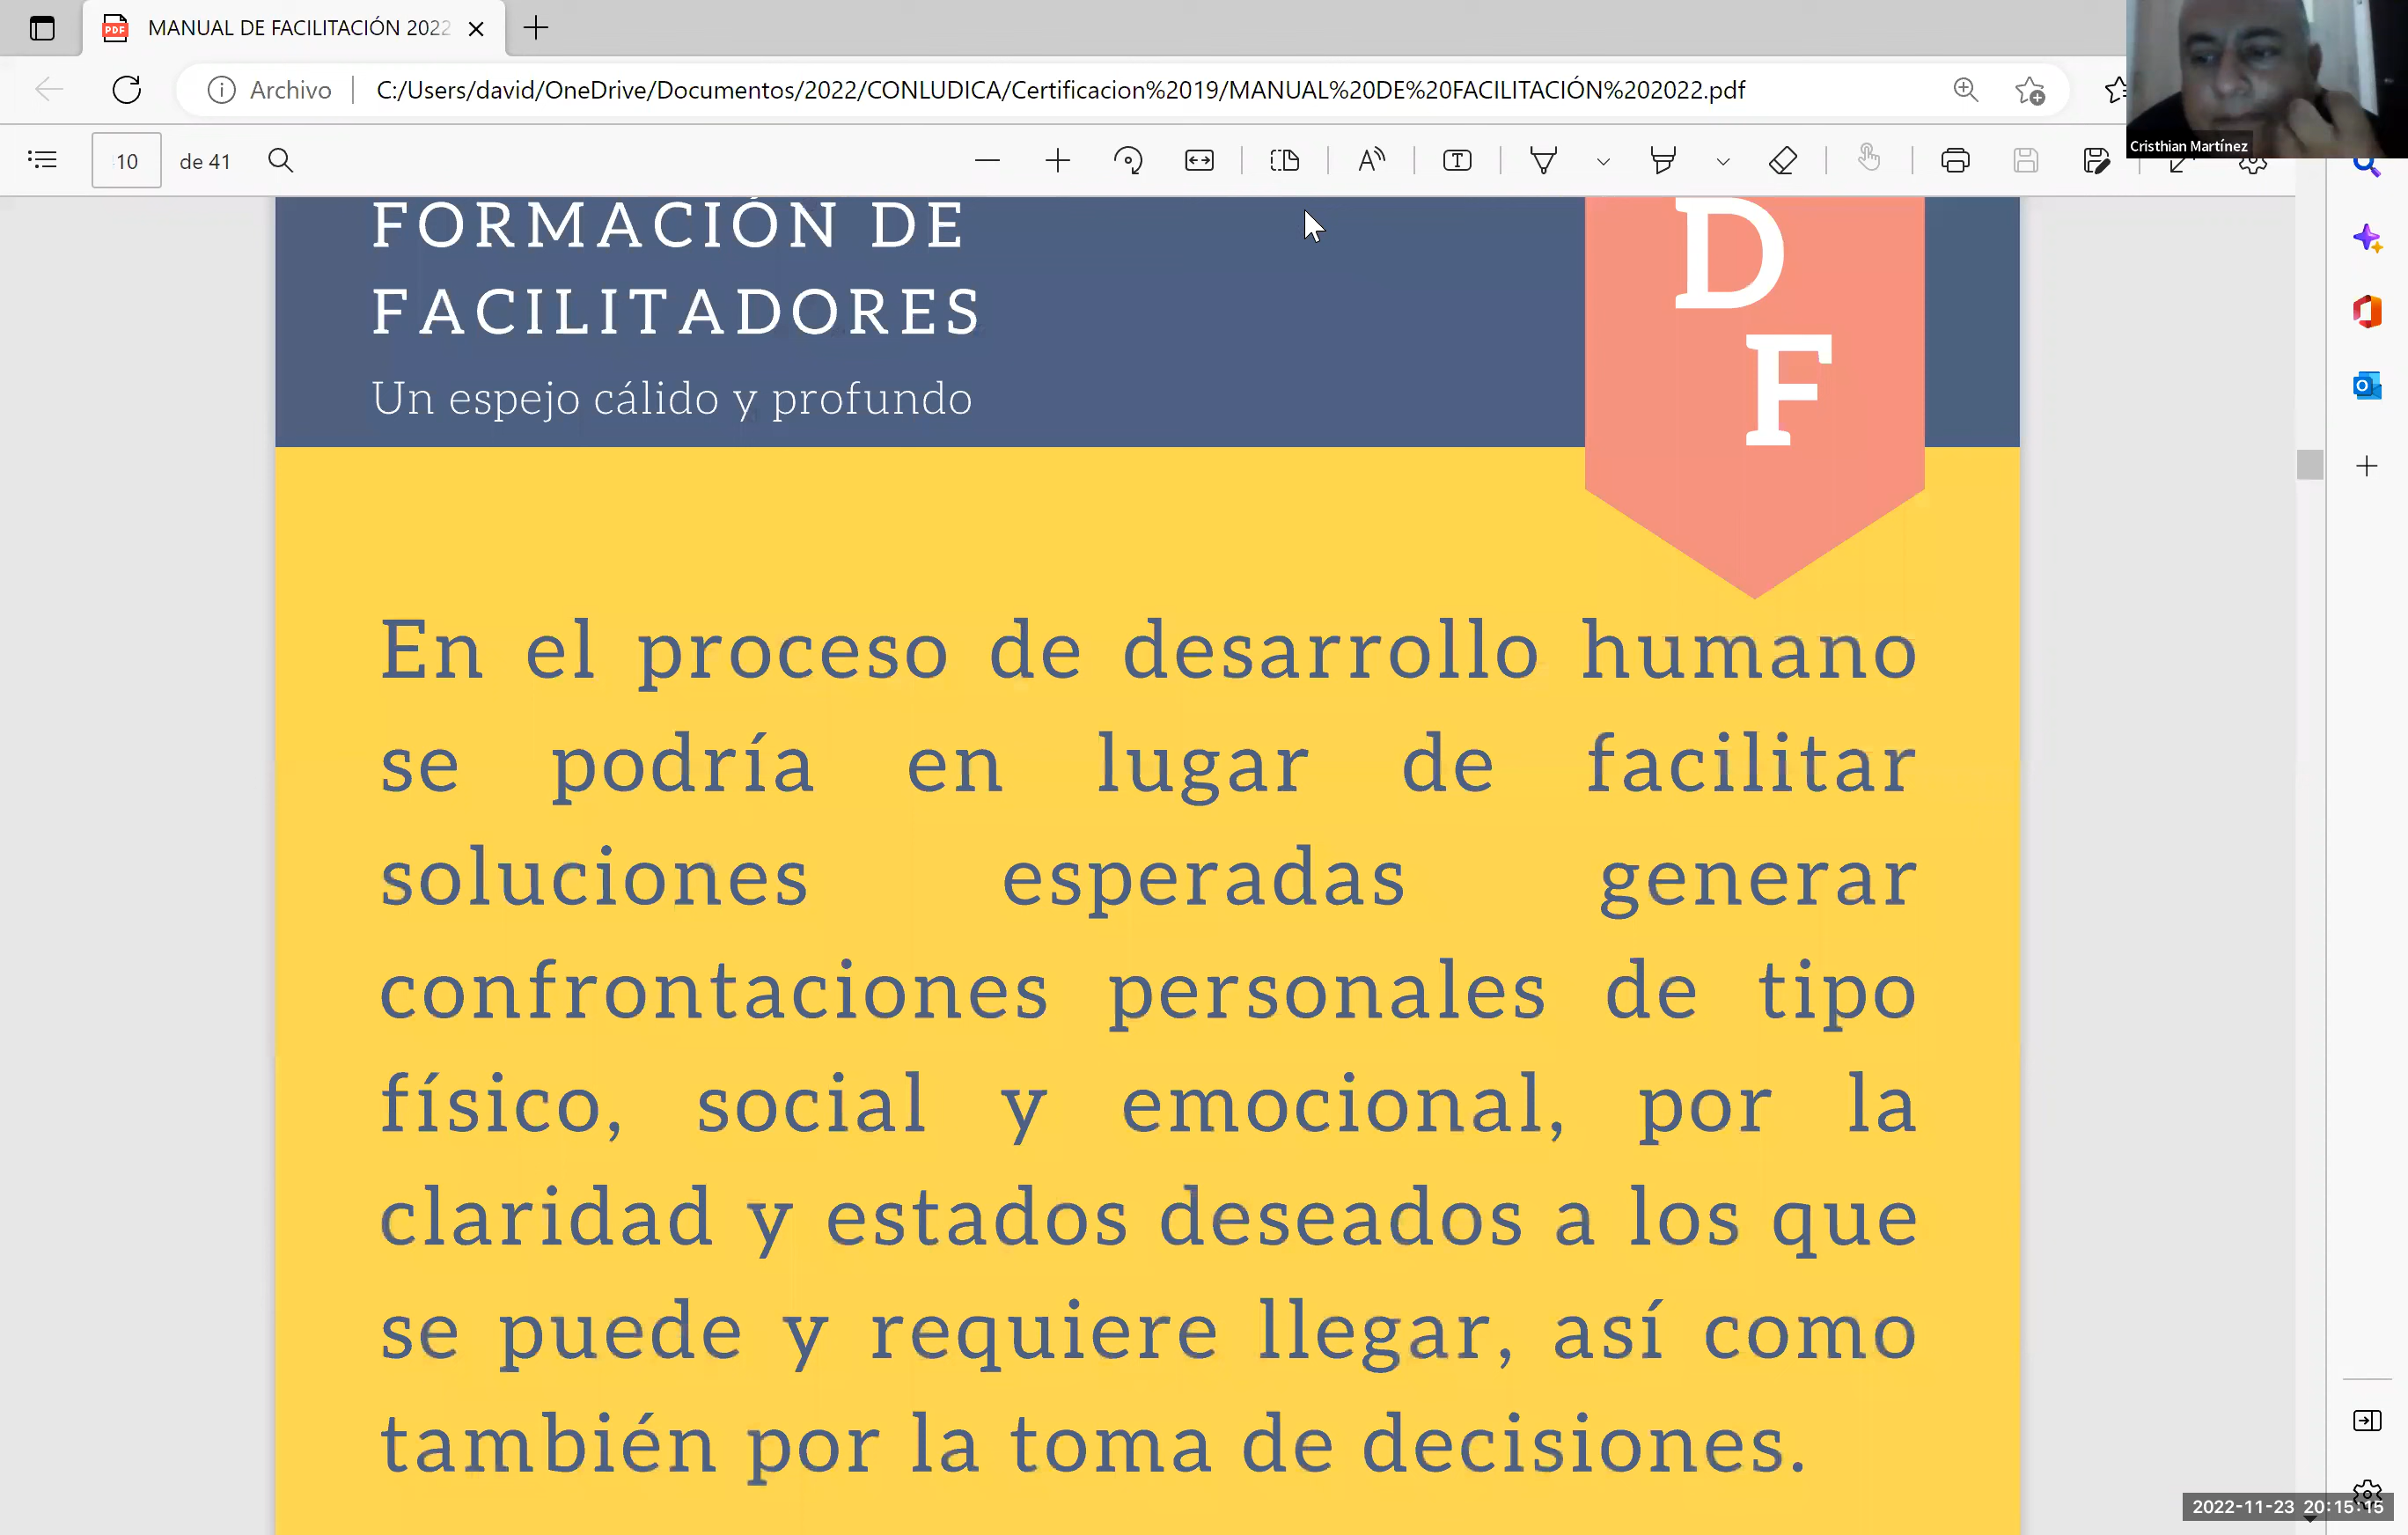 MANUAL DE FACILITACIÓN 2022
Archivo
C:/Users/david/OneDrive/Documentos/2022/CONLUDICA/Certificacion%2019/MANUAL%20DE%20FACILITACIÓN%202022.pdf
10 de 41
Cristhian Martínez
FORMACIÓN DE
FACILITADORES
Un espejo cálido y profundo
D
F
En el proceso de desarrollo humano
se podría en lugar de facilitar
soluciones esperadas generar
confrontaciones personales de tipo
físico, social y emocional, por la
claridad y estados deseados a los que
se puede y requiere llegar, así como
también por la toma de decisiones.
2022-11-23 20:15:15